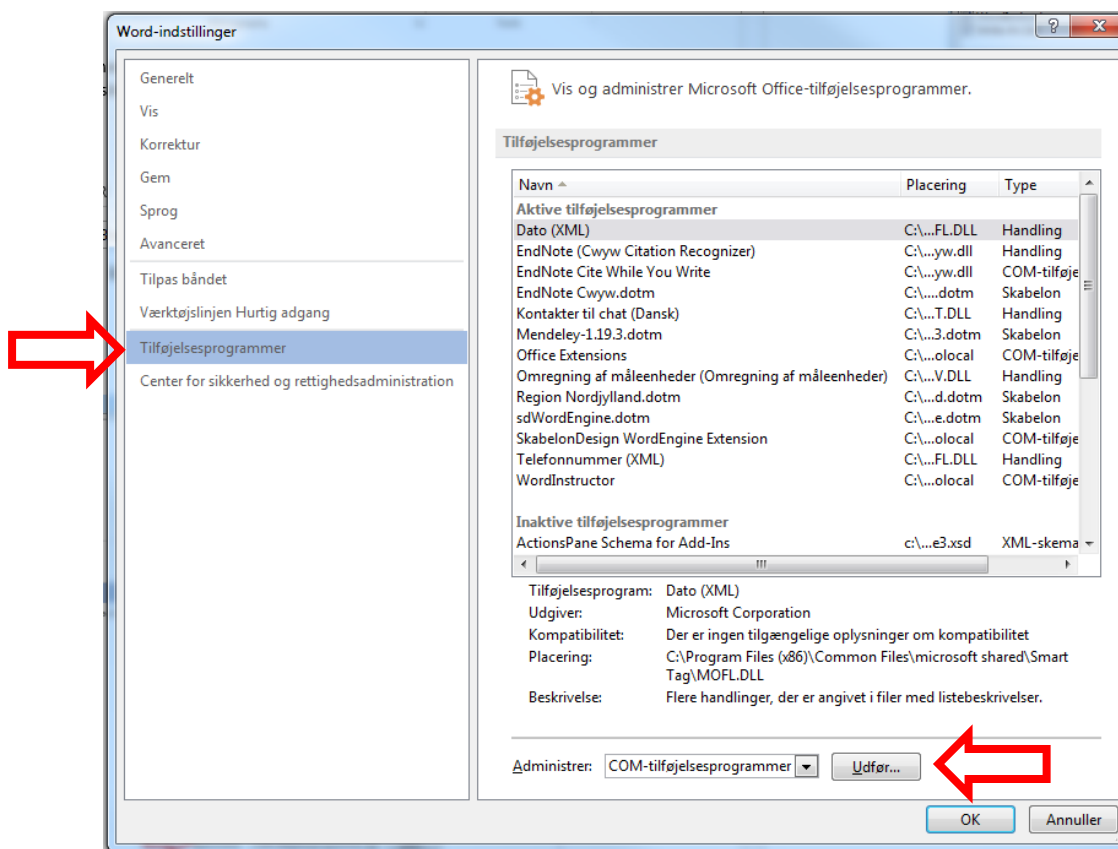 Word-indstillinger
?
x
Generelt
Vis
Korrektur
Gem
Sprog
Avanceret
Tilpas båndet
Værktøjslinjen Hurtig adgang
Tilføjelsesprogrammer
Center for sikkerhed og rettighedsadministration
Vis og administrer Microsoft Office-tilføjelsesprogrammer.
Tilføjelsesprogrammer
Navn Placering Type
Aktive tilføjelsesprogrammer
Dato (XML) C:\...FL.DLL Handling
EndNote (Cwyw Citation Recognizer) C:\...yw.dll Handling
EndNote Cite While You Write C:\...yw.dll COM-tilføje
EndNote Cwyw.dotm C:\....dotm Skabelon
Kontakter til chat (Dansk) C:\...T.DLL Handling
Mendeley-1.19.3.dotm C:\...3.dotm Skabelon
Office Extensions C:\...olocal COM-tilføje
Omregning af måleenheder (Omregning af måleenheder) C:\...V.DLL Handling
Region Nordjylland.dotm C:\...d.dotm Skabelon
sdWordEngine.dotm C:\...e.dotm Skabelon
SkabelonDesign WordEngine Extension C:\...olocal COM-tilføje
Telefonnummer (XML) C:\...FL.DLL Handling
WordInstructor C:\...olocal COM-tilføje
Inaktive tilføjelsesprogrammer
ActionsPane Schema for Add-Ins c:\...e3.xsd XML-skema
Tilføjelsesprogram: Dato (XML)
Udgiver: Microsoft Corporation
Kompatibilitet: Der er ingen tilgængelige oplysninger om kompatibilitet
Placering: C:\Program Files (x86)\Common Files\microsoft shared\Smart
Tag\MOFL.DLL
Beskrivelse: Flere handlinger, der er angivet i filer med listebeskrivelser.
Administrer: COM-tilføjelsesprogrammer Udfør...
OK Annuller